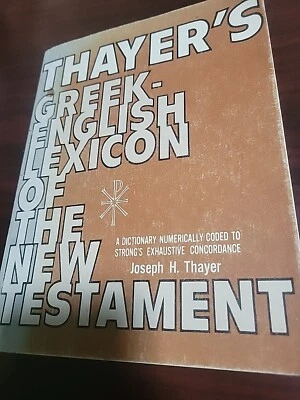 THAYER'S
GREEK-
ENGLISH
LEXICON
OF
THE
NEW
TESTAMENT
A DICTIONARY NUMERICALLY CODED TO
STRONG'S EXHAUSTIVE CONCORDANCE
Joseph H. Thayer